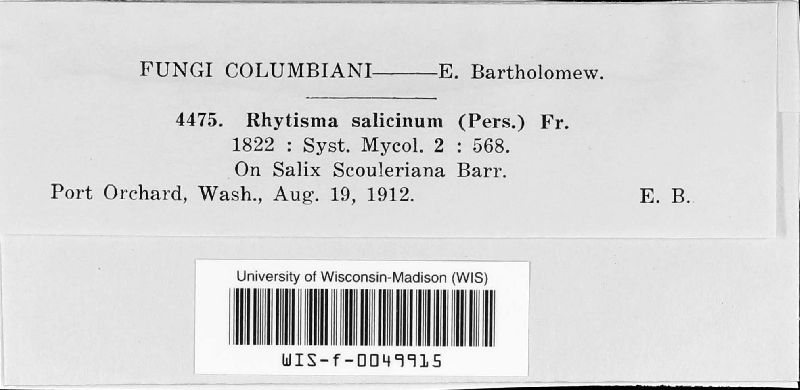 FUNGI COLUMBIANI——E. Bartholomew.
4475. Rhytisma salicinum (Pers.) Fr.
1822 : Syst. Mycol. 2 : 568.
On Salix Scouleriana Barr.
Port Orchard, Wash., Aug. 19, 1912. E. B.
University of Wisconsin-Madison (WIS)
WIS-f-0049915